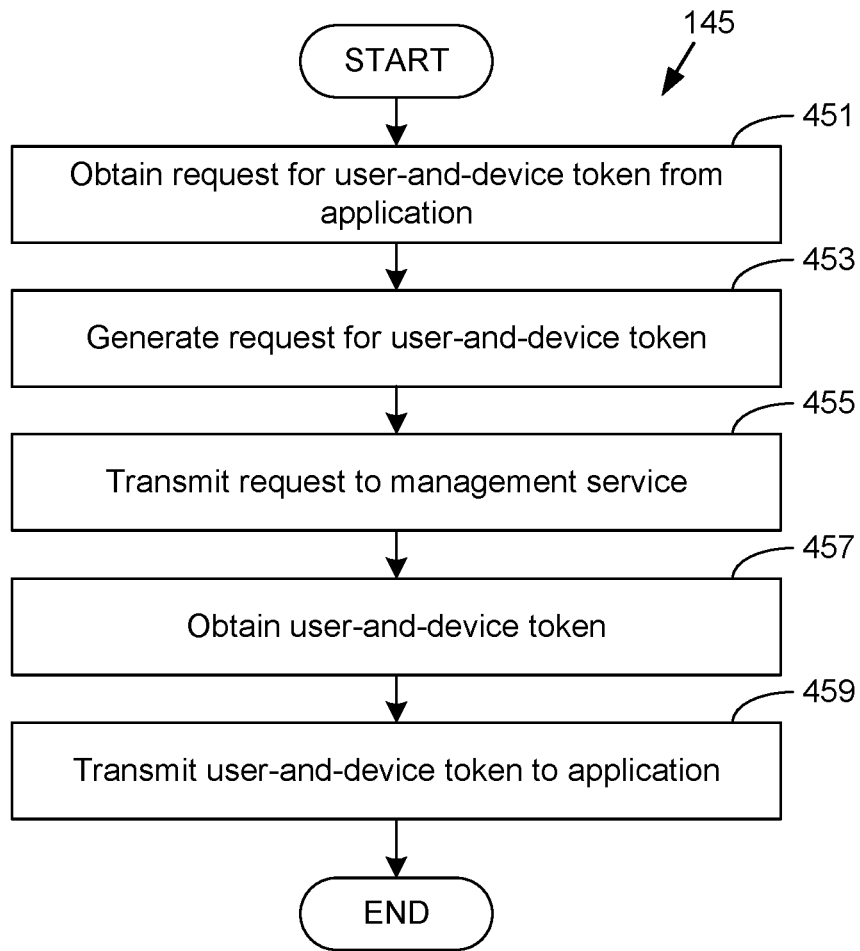 145
START
451
Obtain request for user-and-device token from
application
453
Generate request for user-and-device token
455
Transmit request to management service
457
Obtain user-and-device token
459
Transmit user-and-device token to application
END